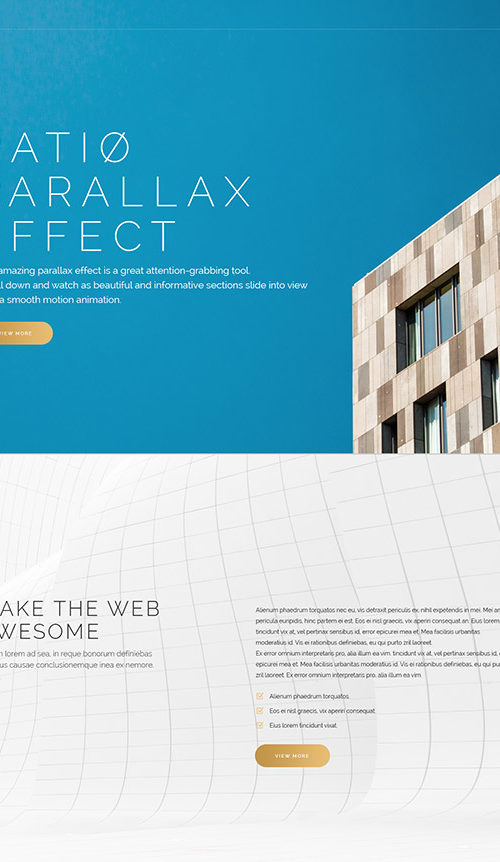 ATIØ
ARALLAX
FFECT
amazing parallax effect is a great attention-grabbing tool.
ll down and watch as beautiful and informative sections slide into view
a smooth motion animation.
VIEW MORE
AKE THE WEB
WESOME
n lorem ad sea, in reque bonorum definiebas
us causae conclusionemque inea ex nemore.
Alienum phaedrum torquatos nec eu, vis detraxit periculis ex, nihil expetendis in mei. Mei an
pericula euripidis, hinc partem ei est. Eos ei nisl graecis, vix aperiri consequat an. Eius lorem
tincidunt vix at, vel pertinax sensibus id, error epicurei mea et. Mea facilisis urbanitas
moderatius id. Vis ei rationibus definiebas, eu qui purto zril laoreet.
Ex error omnium interpretaris pro, alia illum ea vim. tincidunt vix at, vel pertinax sensibus id,
epicurei mea et. Mea facilisis urbanitas moderatius id. Vis ei rationibus definiebas, eu qui
zril laoreet. Ex error omnium interpretaris pro, alia illum ea vim.
Alienum phaedrum torquatos.
Eos ei nisl graecis, vix aperiri consequat.
Eius lorem tincidunt vixat.
VIEW MORE